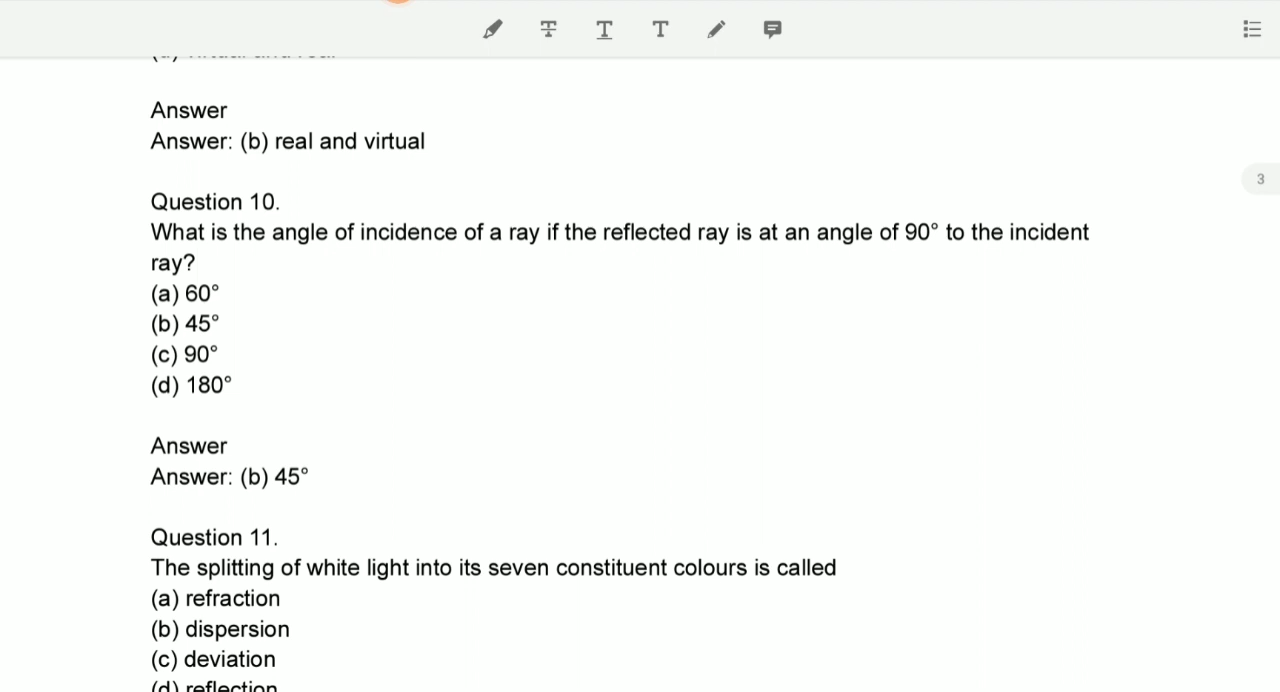 Answer
Answer: (b) real and virtual
3
Question 10.
What is the angle of incidence of a ray if the reflected ray is at an angle of 90° to the incident
ray?
(a) 60°
(b) 45°
(c) 90°
(d) 180°
Answer
Answer: (b) 45°
Question 11.
The splitting of white light into its seven constituent colours is called
(a) refraction
(b) dispersion
(c) deviation
(d) reflection